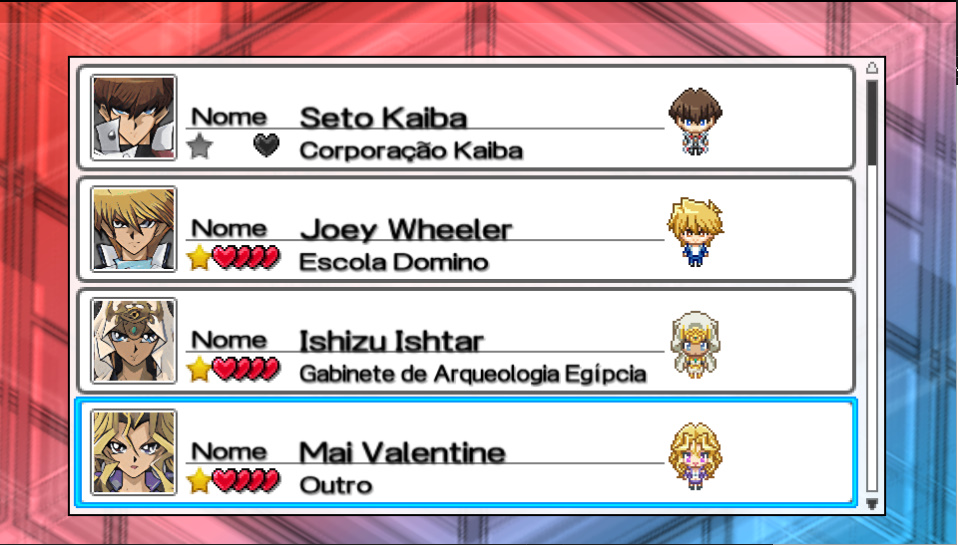 Nome Seto Kaiba
Corporação Kaiba
Nome Joey Wheeler
Escola Domino
Nome Ishizu Ishtar
Gabinete de Arqueologia Egípcia
Nome Mai Valentine
Outro